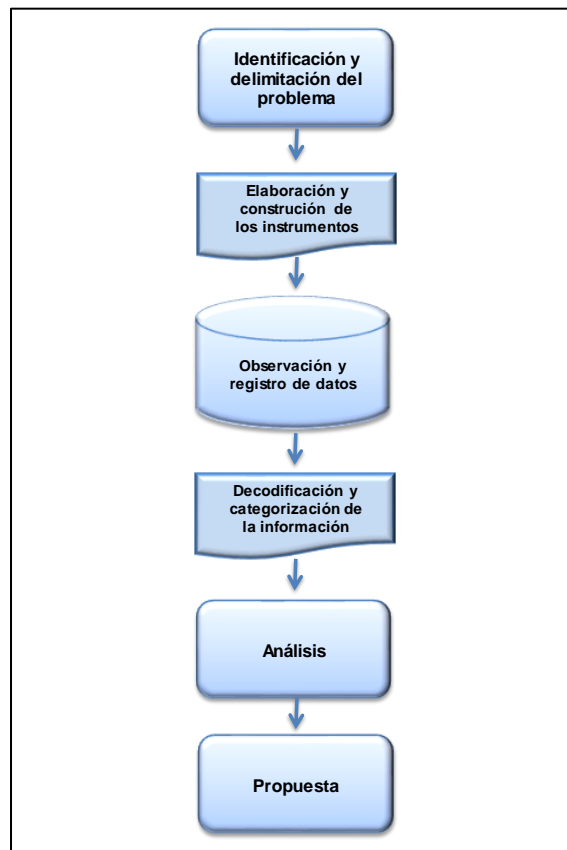 Identificación y
delimitación del
problema
Elaboración y
construción de
los instrumentos
Observación y
registro de datos
Decodificación y
categorización de
la información
Análisis
Propuesta